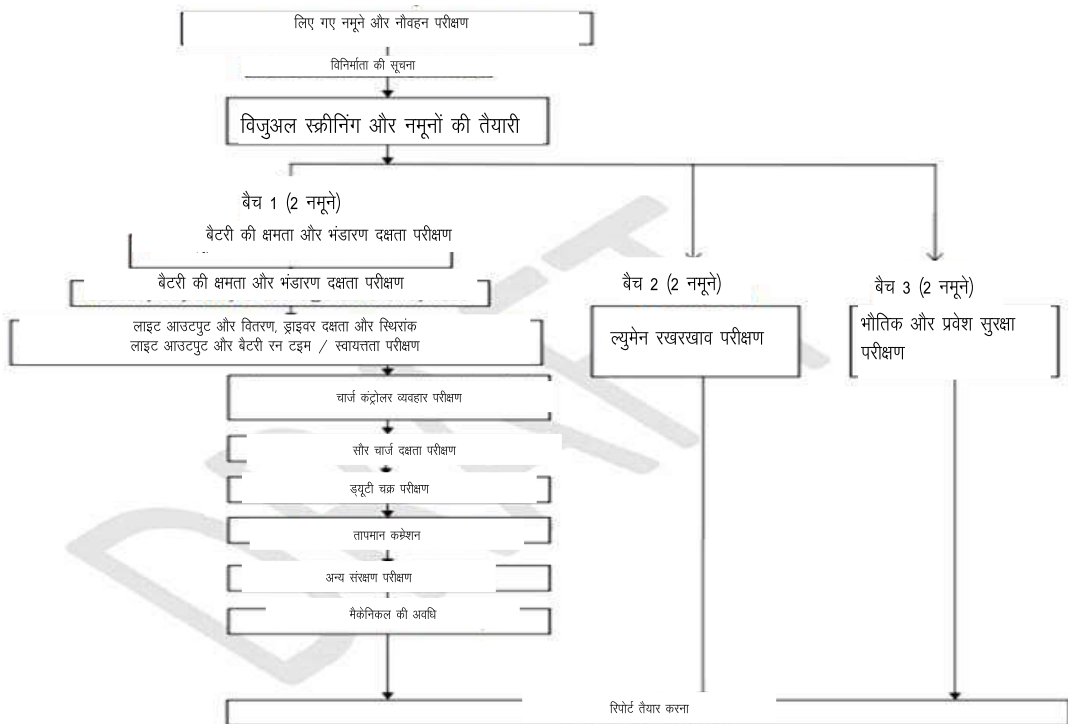 लिए गए नमूने और नौवहन परीक्षण
विनिर्माता की सूचना
विजुअल स्क्रीनिंग और नमूनों की तैयारी
बैच 1 (2 नमूने)
बैटरी की क्षमता और भंडारण दक्षता परीक्षण
बैटरी की क्षमता और भंडारण दक्षता परीक्षण
लाइट आउटपुट और वितरण, ड्राइवर दक्षता और स्थिरांक
लाइट आउटपुट और बैटरी रन टाइम / स्वायत्तता परीक्षण
चार्ज कंट्रोलर व्यवहार परीक्षण
सौर चार्ज दक्षता परीक्षण
ड्यूटी चक्र परीक्षण
तापमान कम्रेशन
अन्य संरक्षण परीक्षण
मैकेनिकल की अवधि
बैच 2 (2 नमूने)
ल्युमेन रखरखाव परीक्षण
बैच 3 (2 नमूने)
भौतिक और प्रवेश सुरक्षा
परीक्षण
रिपोर्ट तैयार करना